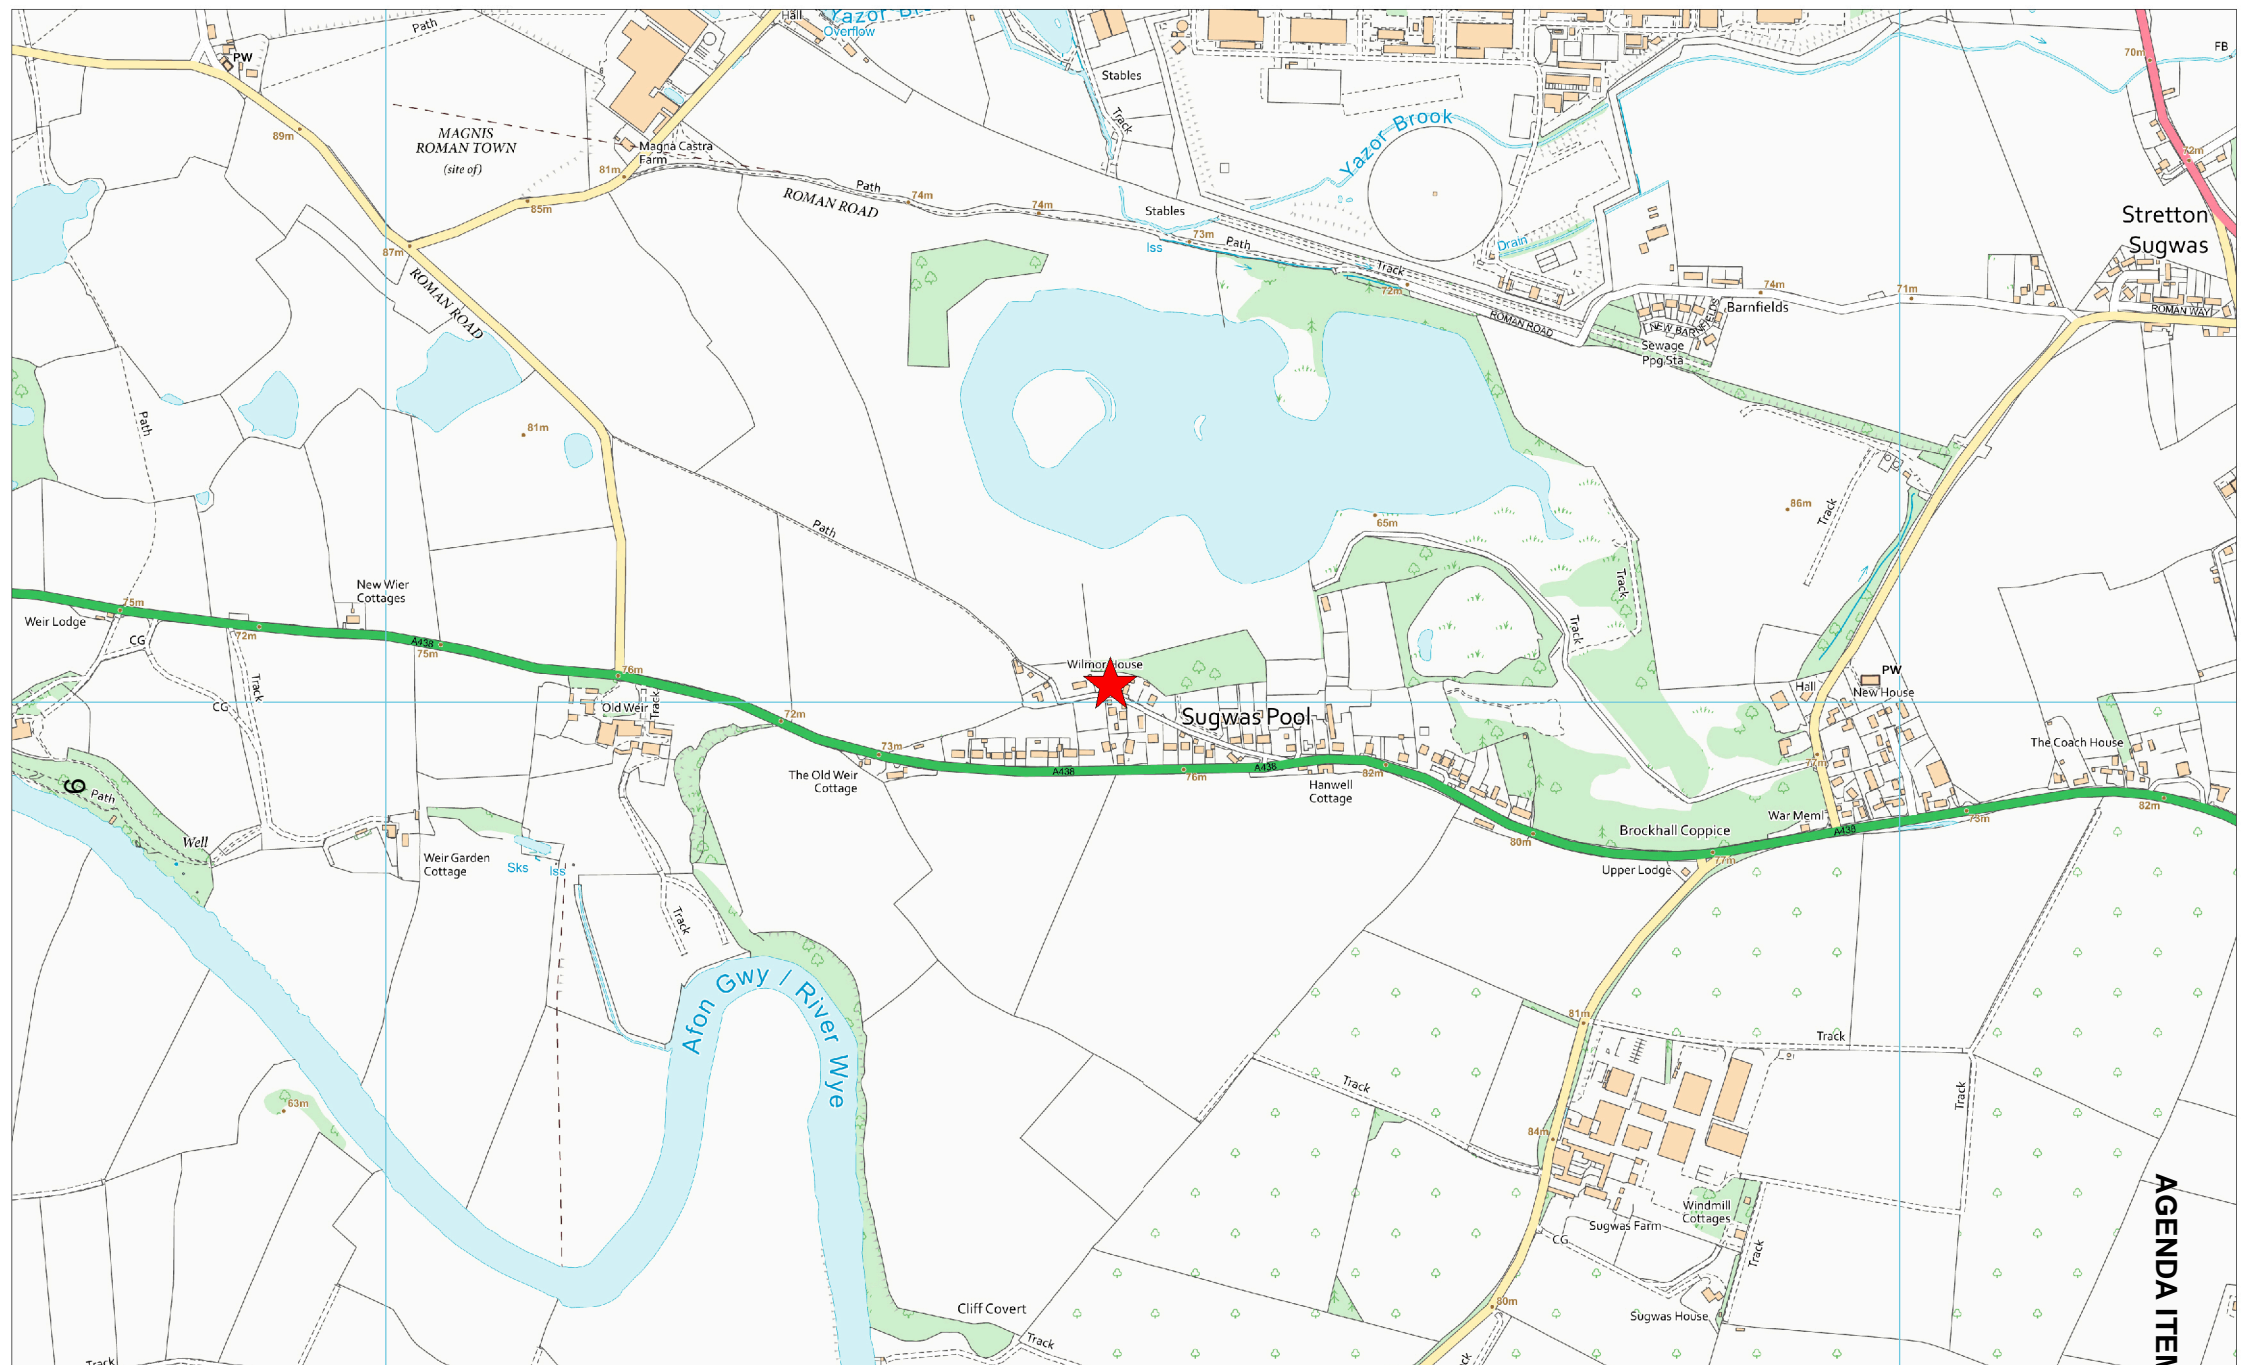 Hall
Yazor
Overflow
Path
PW
70m
FB
Stables
Track
89m
MAGNIS
ROMAN TOWN
(site of)
Magna Castra
Farm
81m
Yazor Brook
72m
Path
ROMAN ROAD
74m
74m
85m
Stables
Stretton
Sugwas
73m
Iss
Path
Drain
87m
ROMAN ROAD
Track
72m
74m
71m
Barnfields
ROMAN WAY
ROMAN ROAD
NEW BARNFIELDS
Sewage
Ppg Sta
Path
81m
86m
Track
65m
Path
New Wier
Cottages
75m
Weir Lodge
CG
72m
A438
75m
Track
Track
76m
Wilmor House
PW
Hall
New House
Track
CG
Old Weir
Track
72m
Sugwas Pool
The Coach House
73m
The Old Weir
Cottage
A438
76m
A438
82m
Hanwell
Cottage
77m
9
Path
82m
War Meml
A438
73m
Well
Brockhall Coppice
80m
77m
Weir Garden
Cottage
Sks
Iss
Upper Lodge
Track
Afon Gwy / River Wye
81m
Track
Track
Track
63m
84m
AGENDA ITEM
Windmill
Cottages
Sugwas Farm
CG
Track
Cliff Covert
80m
Sugwas House
Track
Track